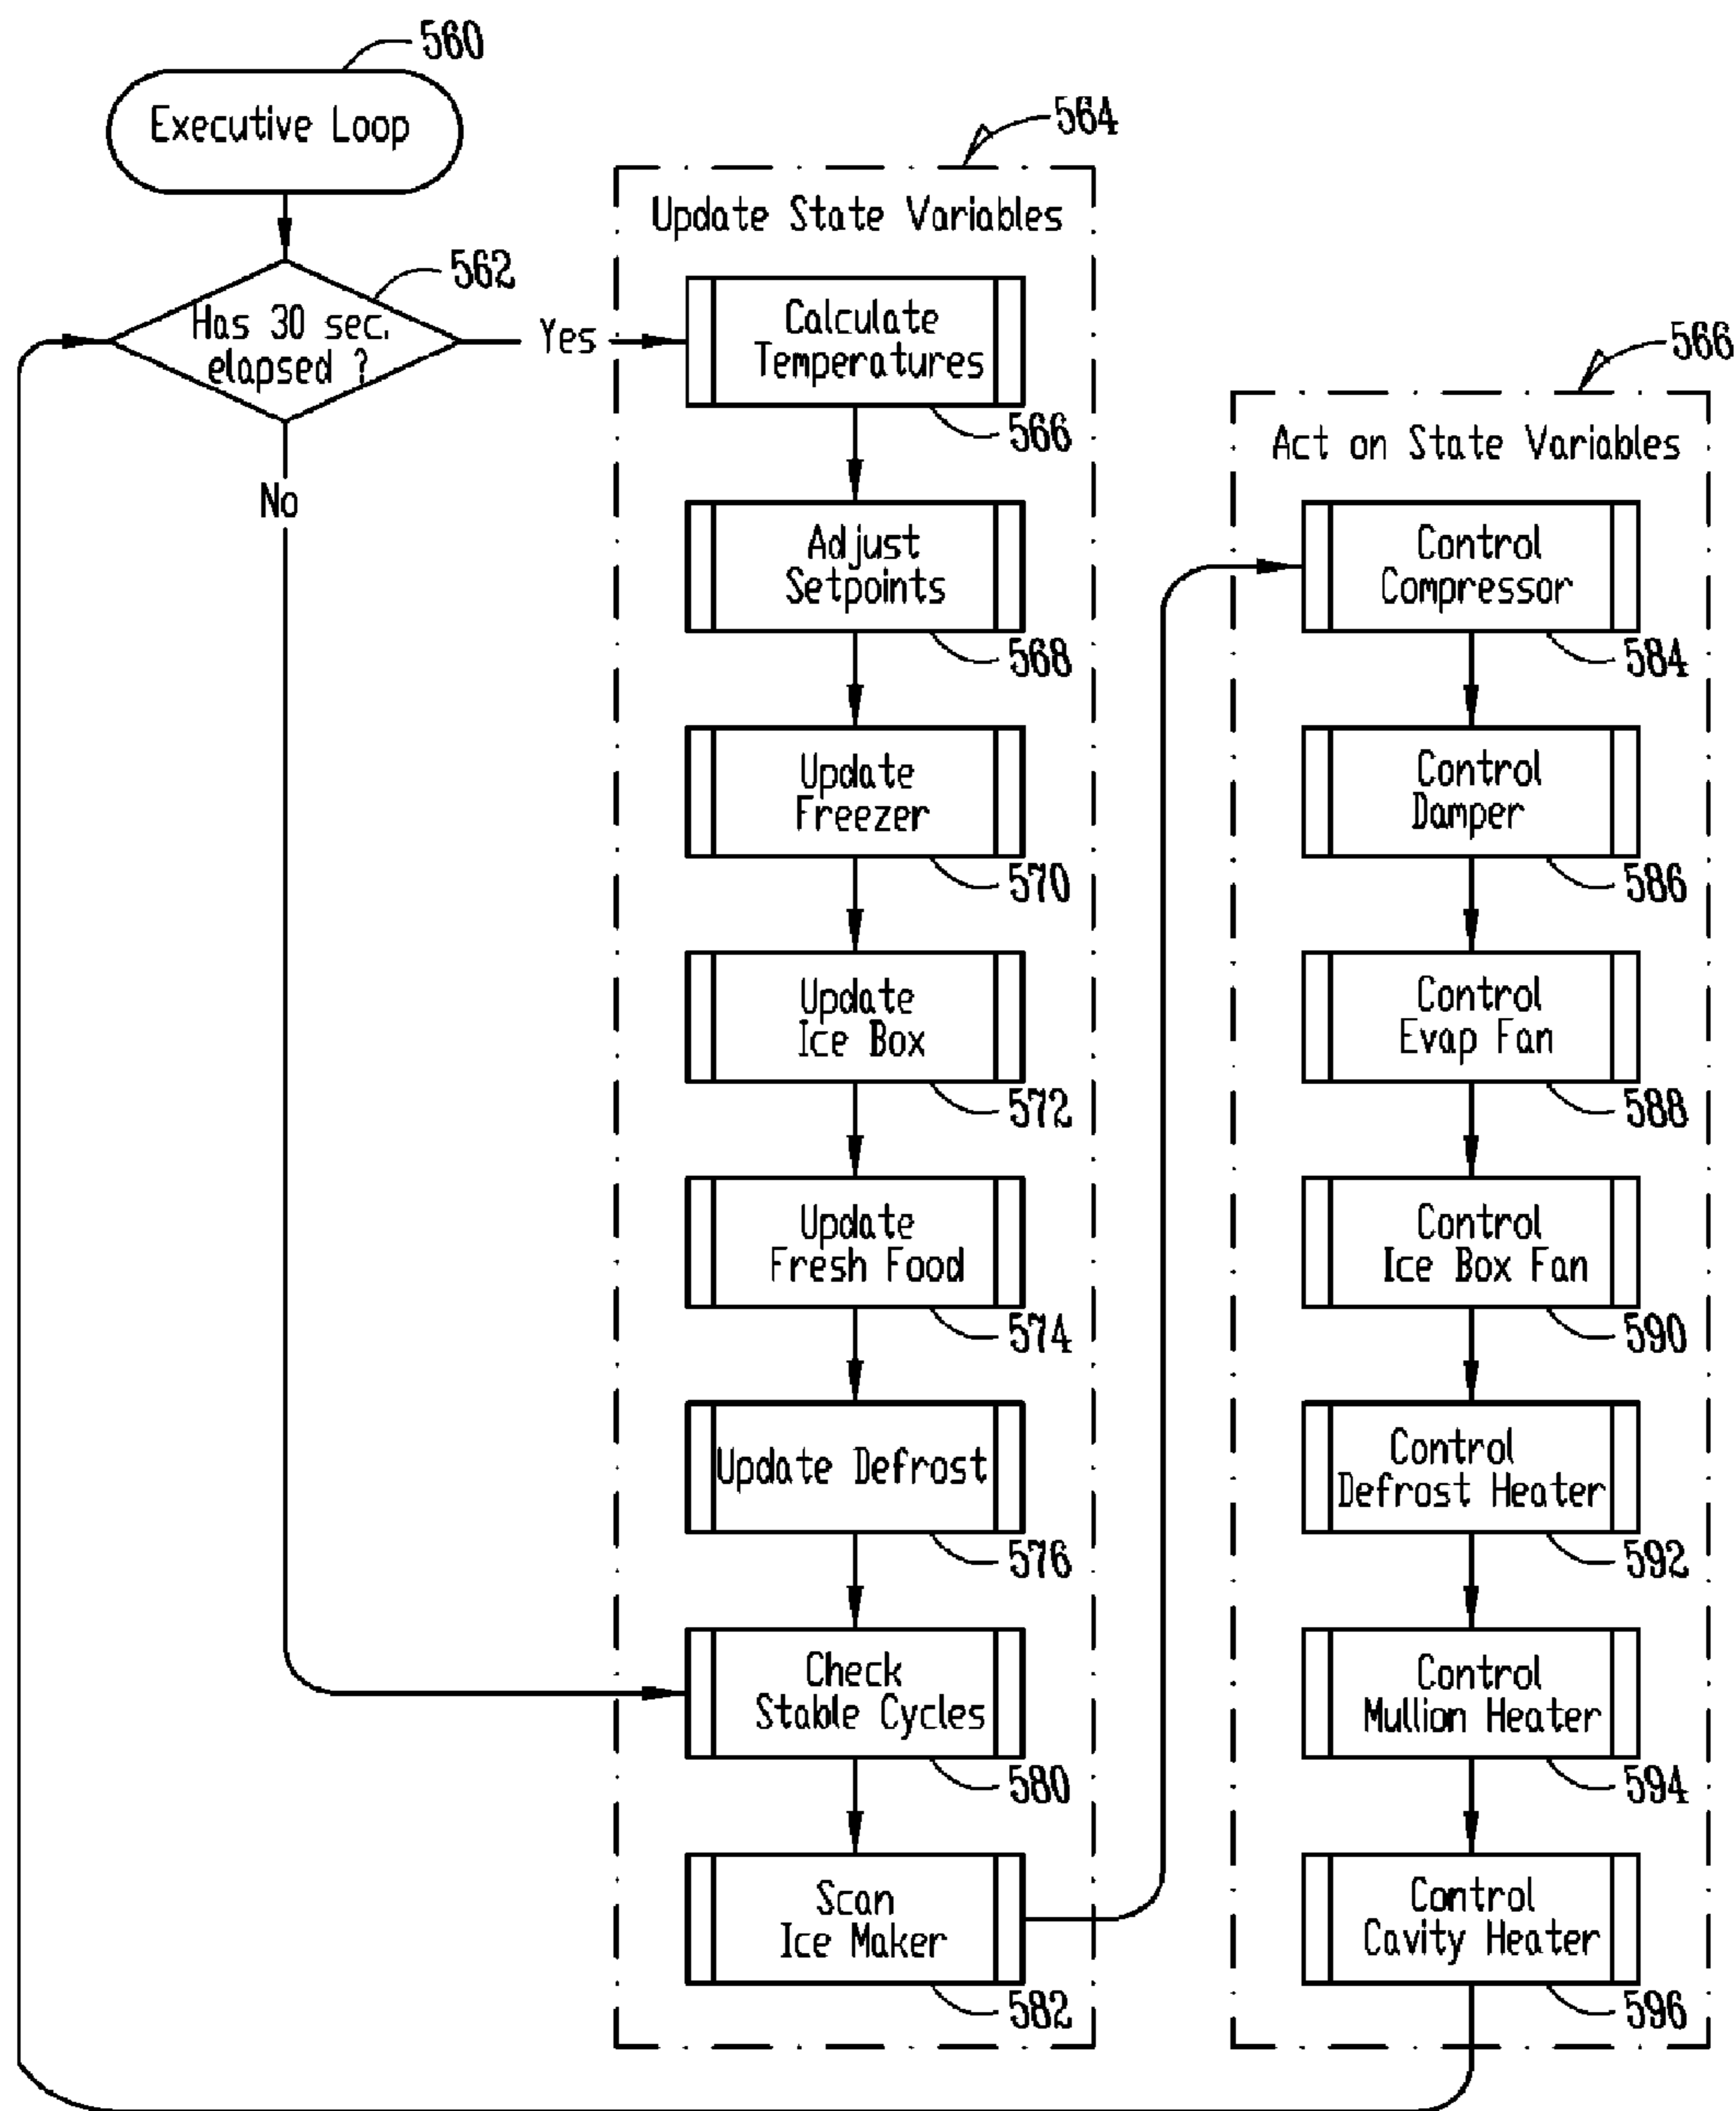 560
Executive Loop
562
Has 30 sec.
elapsed ?
Yes
No
564
Update State Variables
Calculate
Temperatures
566
Adjust
Setpoints
568
Update
Freezer
570
Update
Ice Box
572
Update
Fresh Food
574
Update Defrost
576
Check
Stable Cycles
580
Scan
Ice Maker
582
566
Act on State Variables
Control
Compressor
584
Control
Damper
586
Control
Evap Fan
588
Control
Ice Box Fan
590
Control
Defrost Heater
592
Control
Mullion Heater
594
Control
Cavity Heater
596